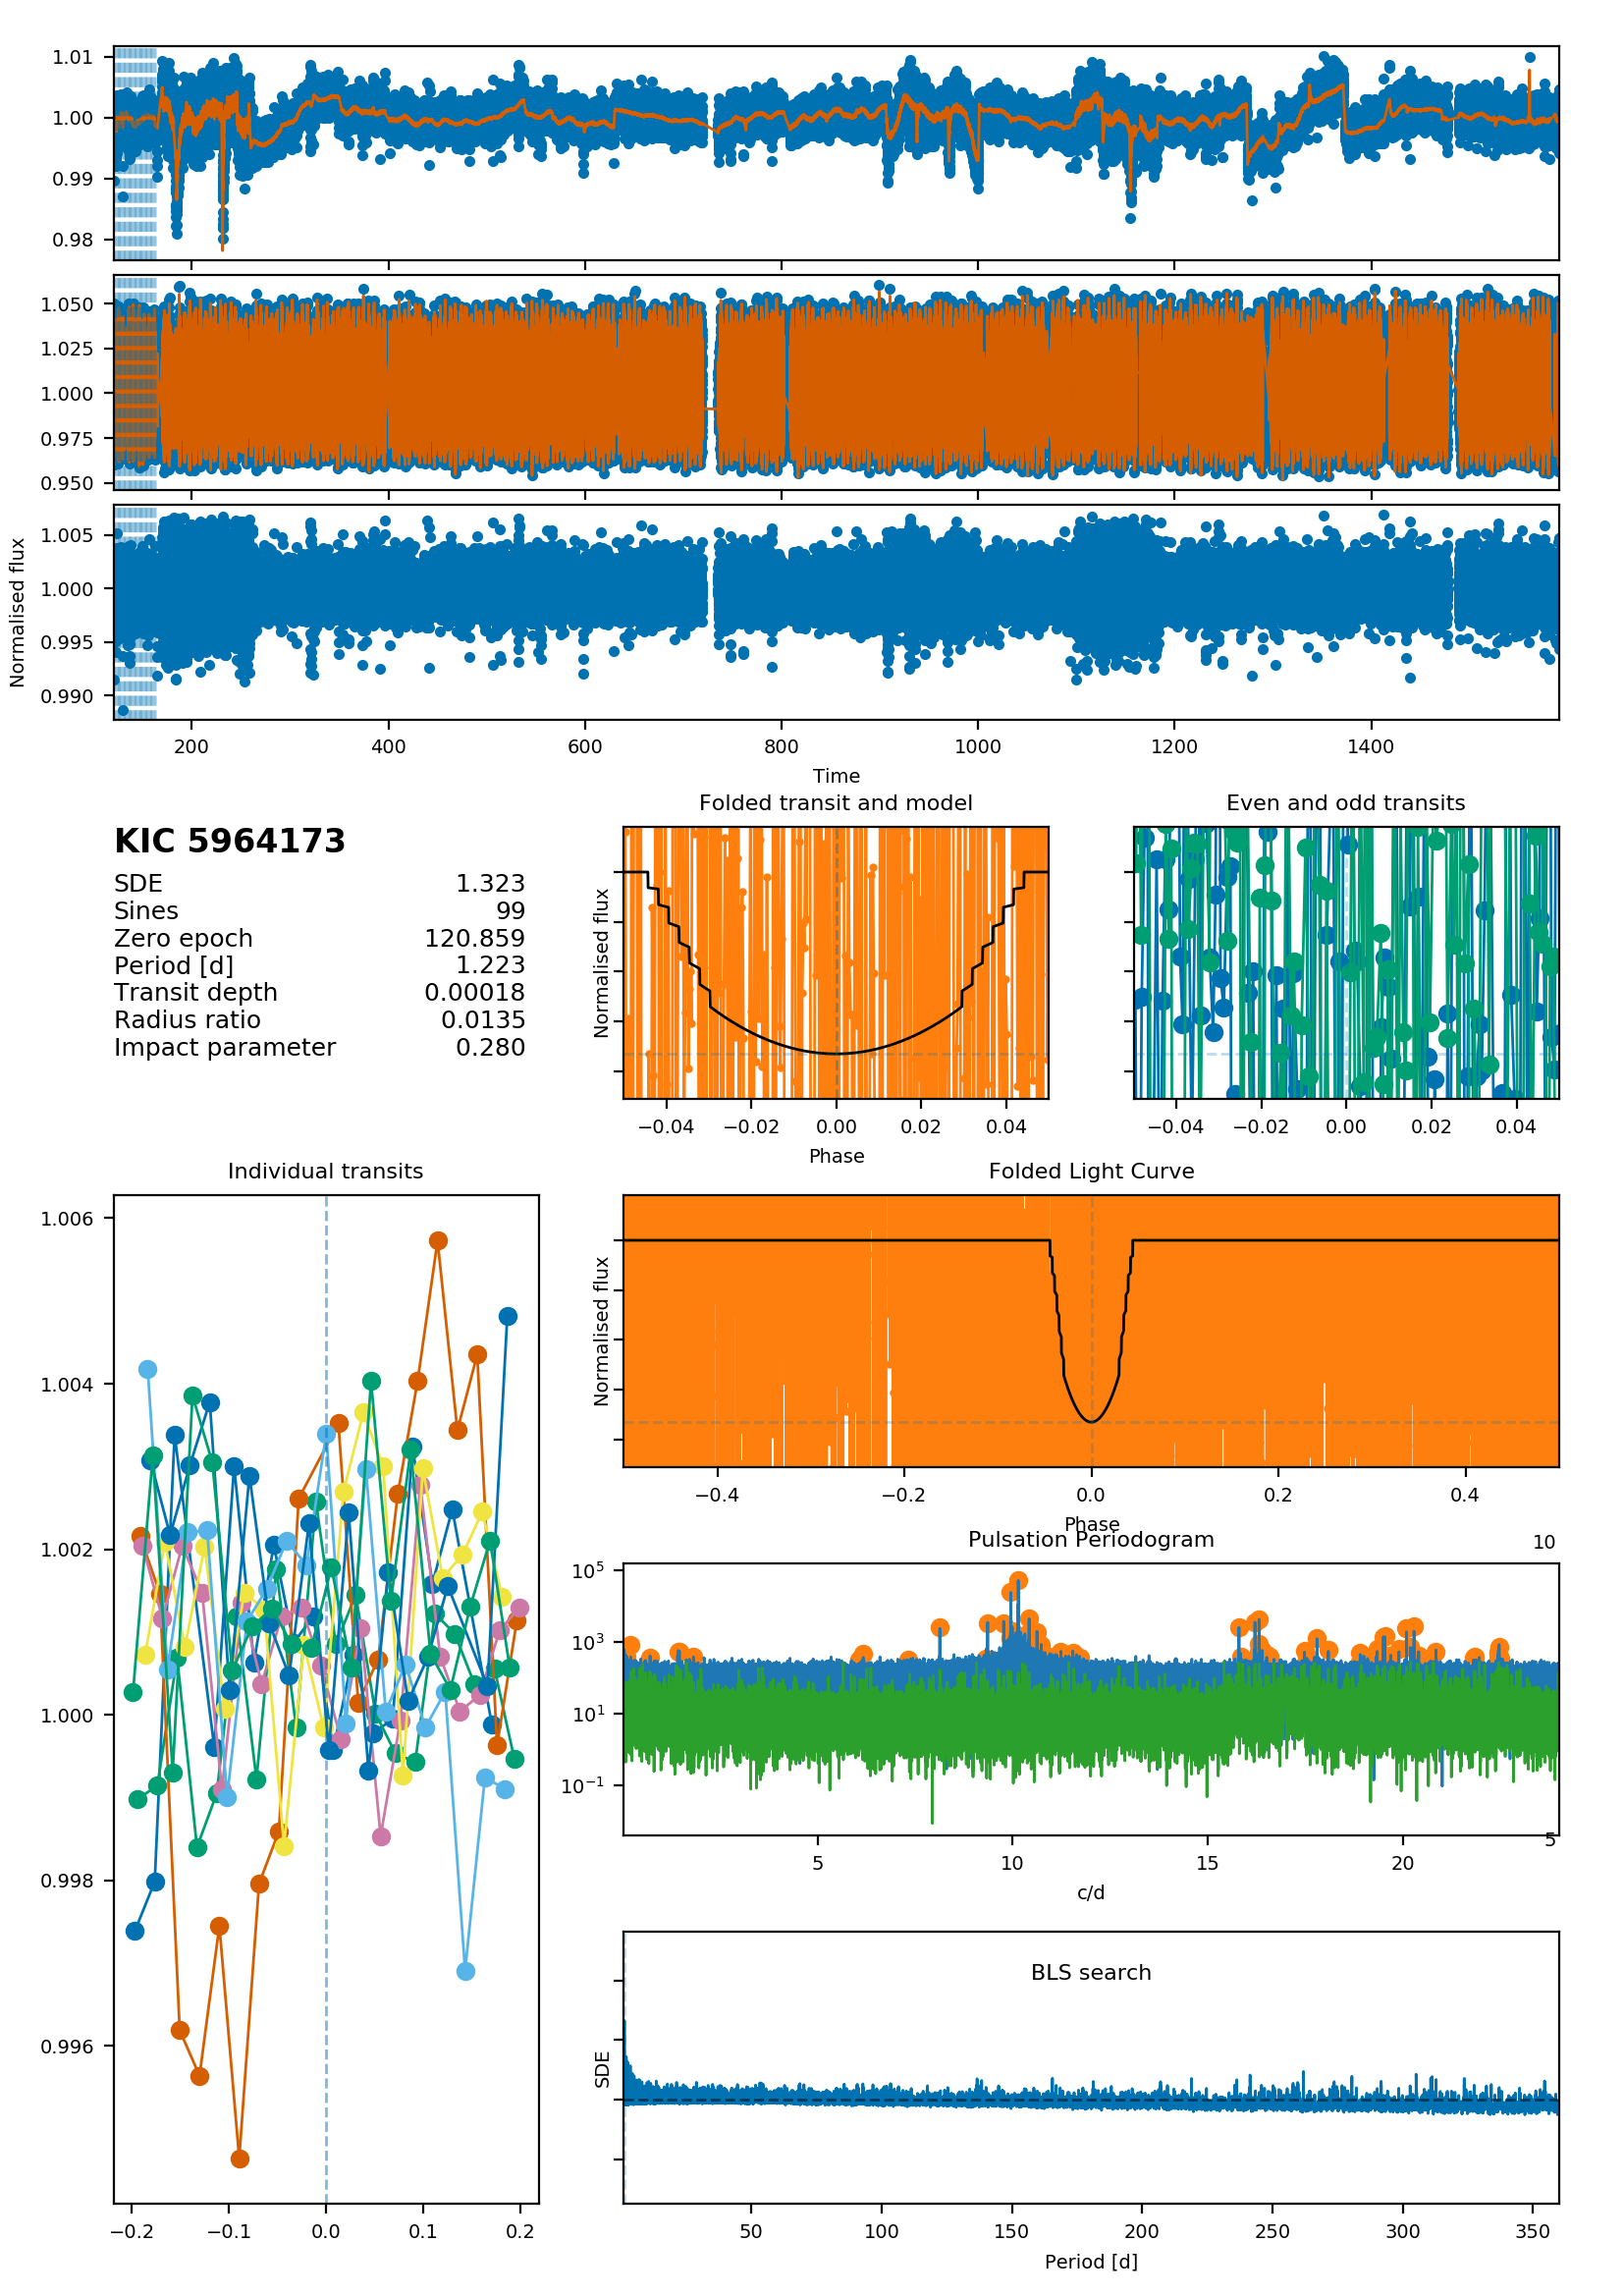 1.01
1.00
0.99
0.98
1.050
1.025
1.000
0.975
0.950
1.005
1.000
0.995
0.990
Normalised flux
200 400 600 800 1000 1200 1400
Time
KIC 5964173
SDE 1.323
Sines 99
Zero epoch 120.859
Period [d] 1.223
Transit depth 0.00018
Radius ratio 0.0135
Impact parameter 0.280
Folded transit and model
Normalised flux
−0.04 −0.02 0.00 0.02 0.04
Phase
Even and odd transits
−0.04 −0.02 0.00 0.02 0.04
Individual transits
1.006
1.004
1.002
1.000
0.998
0.996
−0.2 −0.1 0.0 0.1 0.2
Folded Light Curve
Normalised flux
−0.4 −0.2 0.0 0.2 0.4
Phase
Pulsation Periodogram
10
10⁵
10³
10¹
10⁻¹
5
5 10 15 20
c/d
BLS search
SDE
50 100 150 200 250 300 350
Period [d]